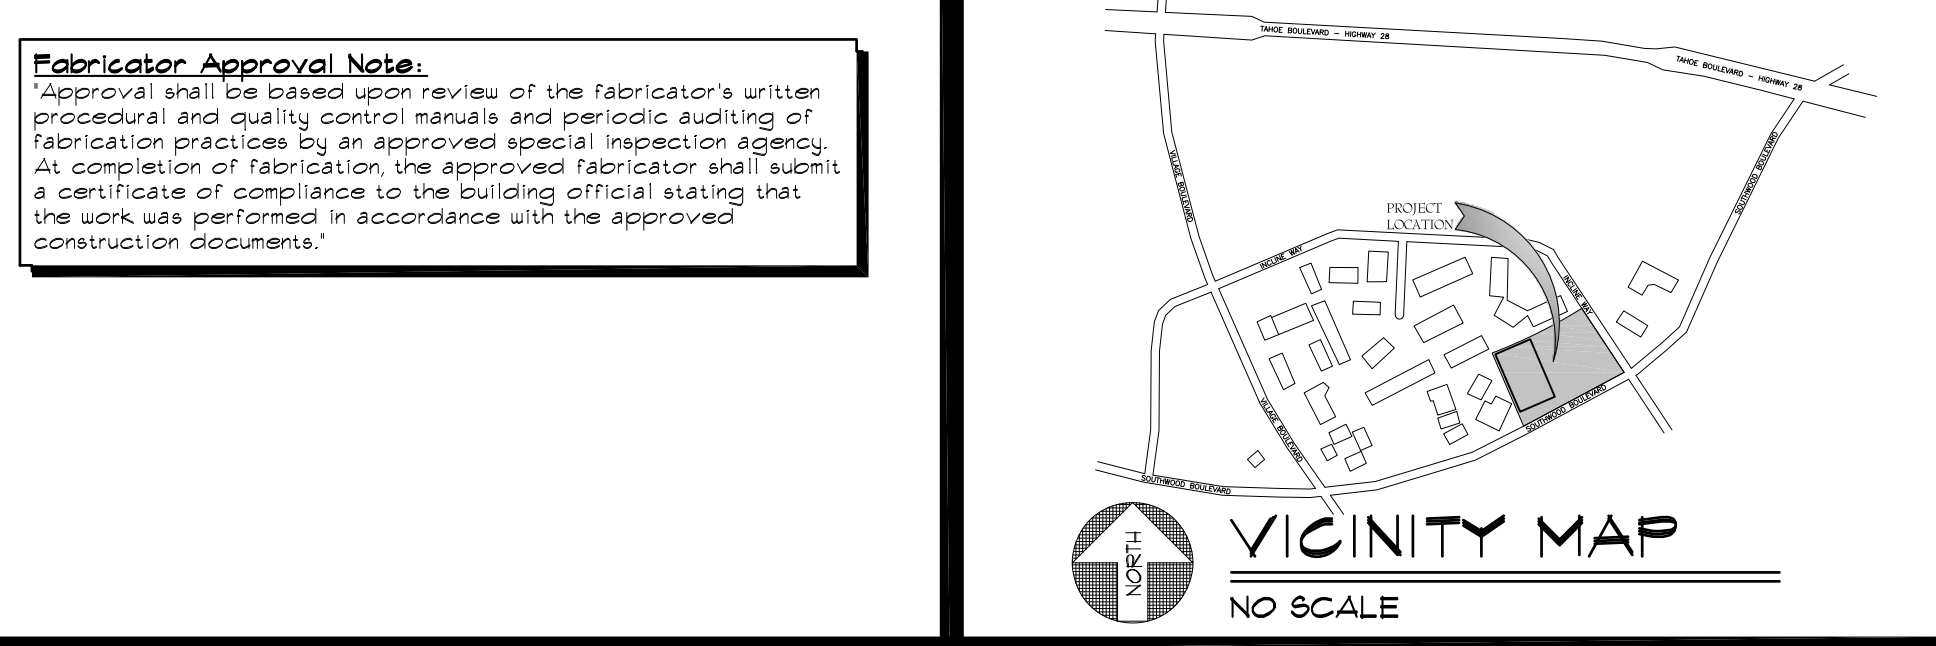 Fabricator Approval Note:
"Approval shall be based upon review of the fabricator's written
procedural and quality control manuals and periodic auditing of
fabrication practices by an approved special inspection agency.
At completion of fabrication, the approved fabricator shall submit
a certificate of compliance to the building official stating that
the work was performed in accordance with the approved
construction documents."
TAHOE BOULEVARD - HIGHWAY 28
TAHOE BOULEVARD - HIGHWAY 28
VILLAGE BOULEVARD
SOUTHWOOD BOULEVARD
PROJECT
LOCATION
INCLINE WAY
INCLINE WAY
VILLAGE BOULEVARD
SOUTHWOOD BOULEVARD
SOUTHWOOD BOULEVARD
NORTH
VICINITY MAP
NO SCALE